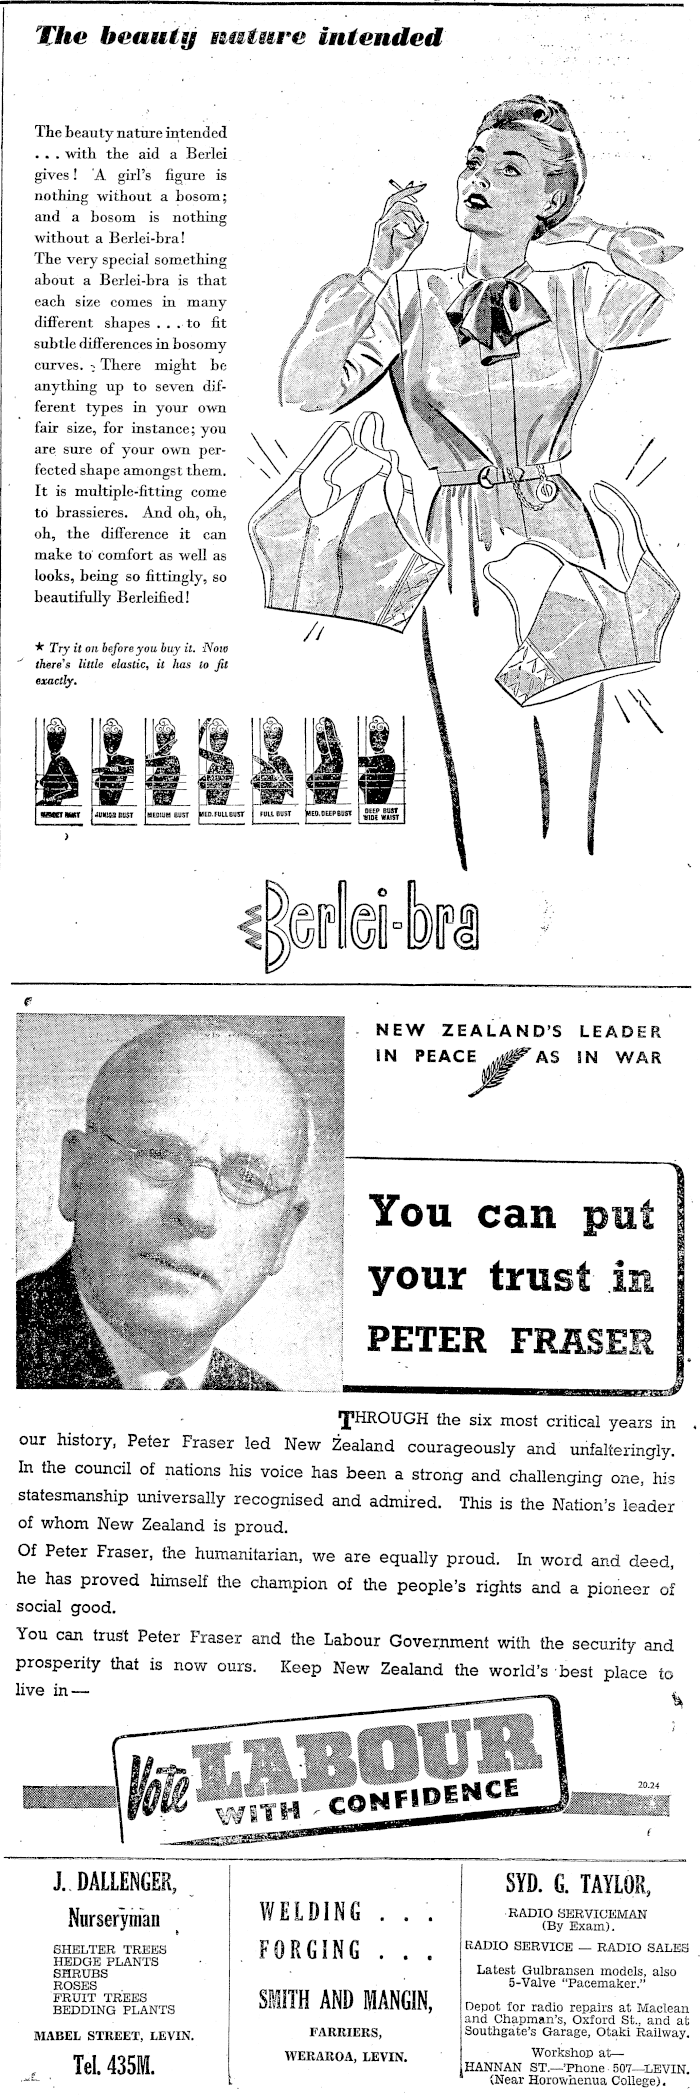 The beauty nature intended
The beauty nature intended
. . . with the aid a Berlei
gives! A girl's figure is
nothing without a bosom;
and a bosom is nothing
without a Berlei-bra!
The very special something
about a Berlei-bra is that
each size comes in many
different shapes . . . to fit
subtle differences in bosomy
curves. There might be
anything up to seven dif-
ferent types in your own
fair size, for instance; you
are sure of your own per-
fected shape amongst them.
It is multiple-fitting come
to brassieres. And oh, oh,
oh, the difference it can
make to comfort as well as
looks, being so fittingly, so
beautifully Berleified!
★ Try it on before you buy it. Now
there's little elastic, it has to fit
exactly.
BUST
JUNIOR BUST
MEDIUM BUST
MED. FULL BUST
FULL BUST
MED. DEEP BUST
DEEP BUST
WIDE WAIST
Berlei-bra
NEW ZEALAND'S LEADER
IN PEACE AS IN WAR
You can put
your trust in
PETER FRASER
THROUGH the six most critical years in
our history, Peter Fraser led New Zealand courageously and unfalteringly.
In the council of nations his voice has been a strong and challenging one, his
statesmanship universally recognised and admired. This is the Nation's leader
of whom New Zealand is proud.
Of Peter Fraser, the humanitarian, we are equally proud. In word and deed,
he has proved himself the champion of the people's rights and a pioneer of
social good.
You can trust Peter Fraser and the Labour Government with the security and
prosperity that is now ours. Keep New Zealand the world's best place to
live in—
Vote LABOUR
WITH CONFIDENCE
20.24
J. DALLENGER,
Nurseryman
SHELTER TREES
HEDGE PLANTS
SHRUBS
ROSES
FRUIT TREES
BEDDING PLANTS
MABEL STREET, LEVIN.
Tel. 435M.
WELDING . . .
FORGING . . .
SMITH AND MANGIN,
FARRIERS,
WERAROA, LEVIN.
SYD. G. TAYLOR,
RADIO SERVICEMAN
(By Exam).
RADIO SERVICE — RADIO SALES
Latest Gulbransen models, also
5-Valve "Pacemaker."
Depot for radio repairs at Maclean
and Chapman's, Oxford St., and at
Southgate's Garage, Otaki Railway.
Workshop at—
HANNAN ST.—'Phone 507—LEVIN.
(Near Horowhenua College).